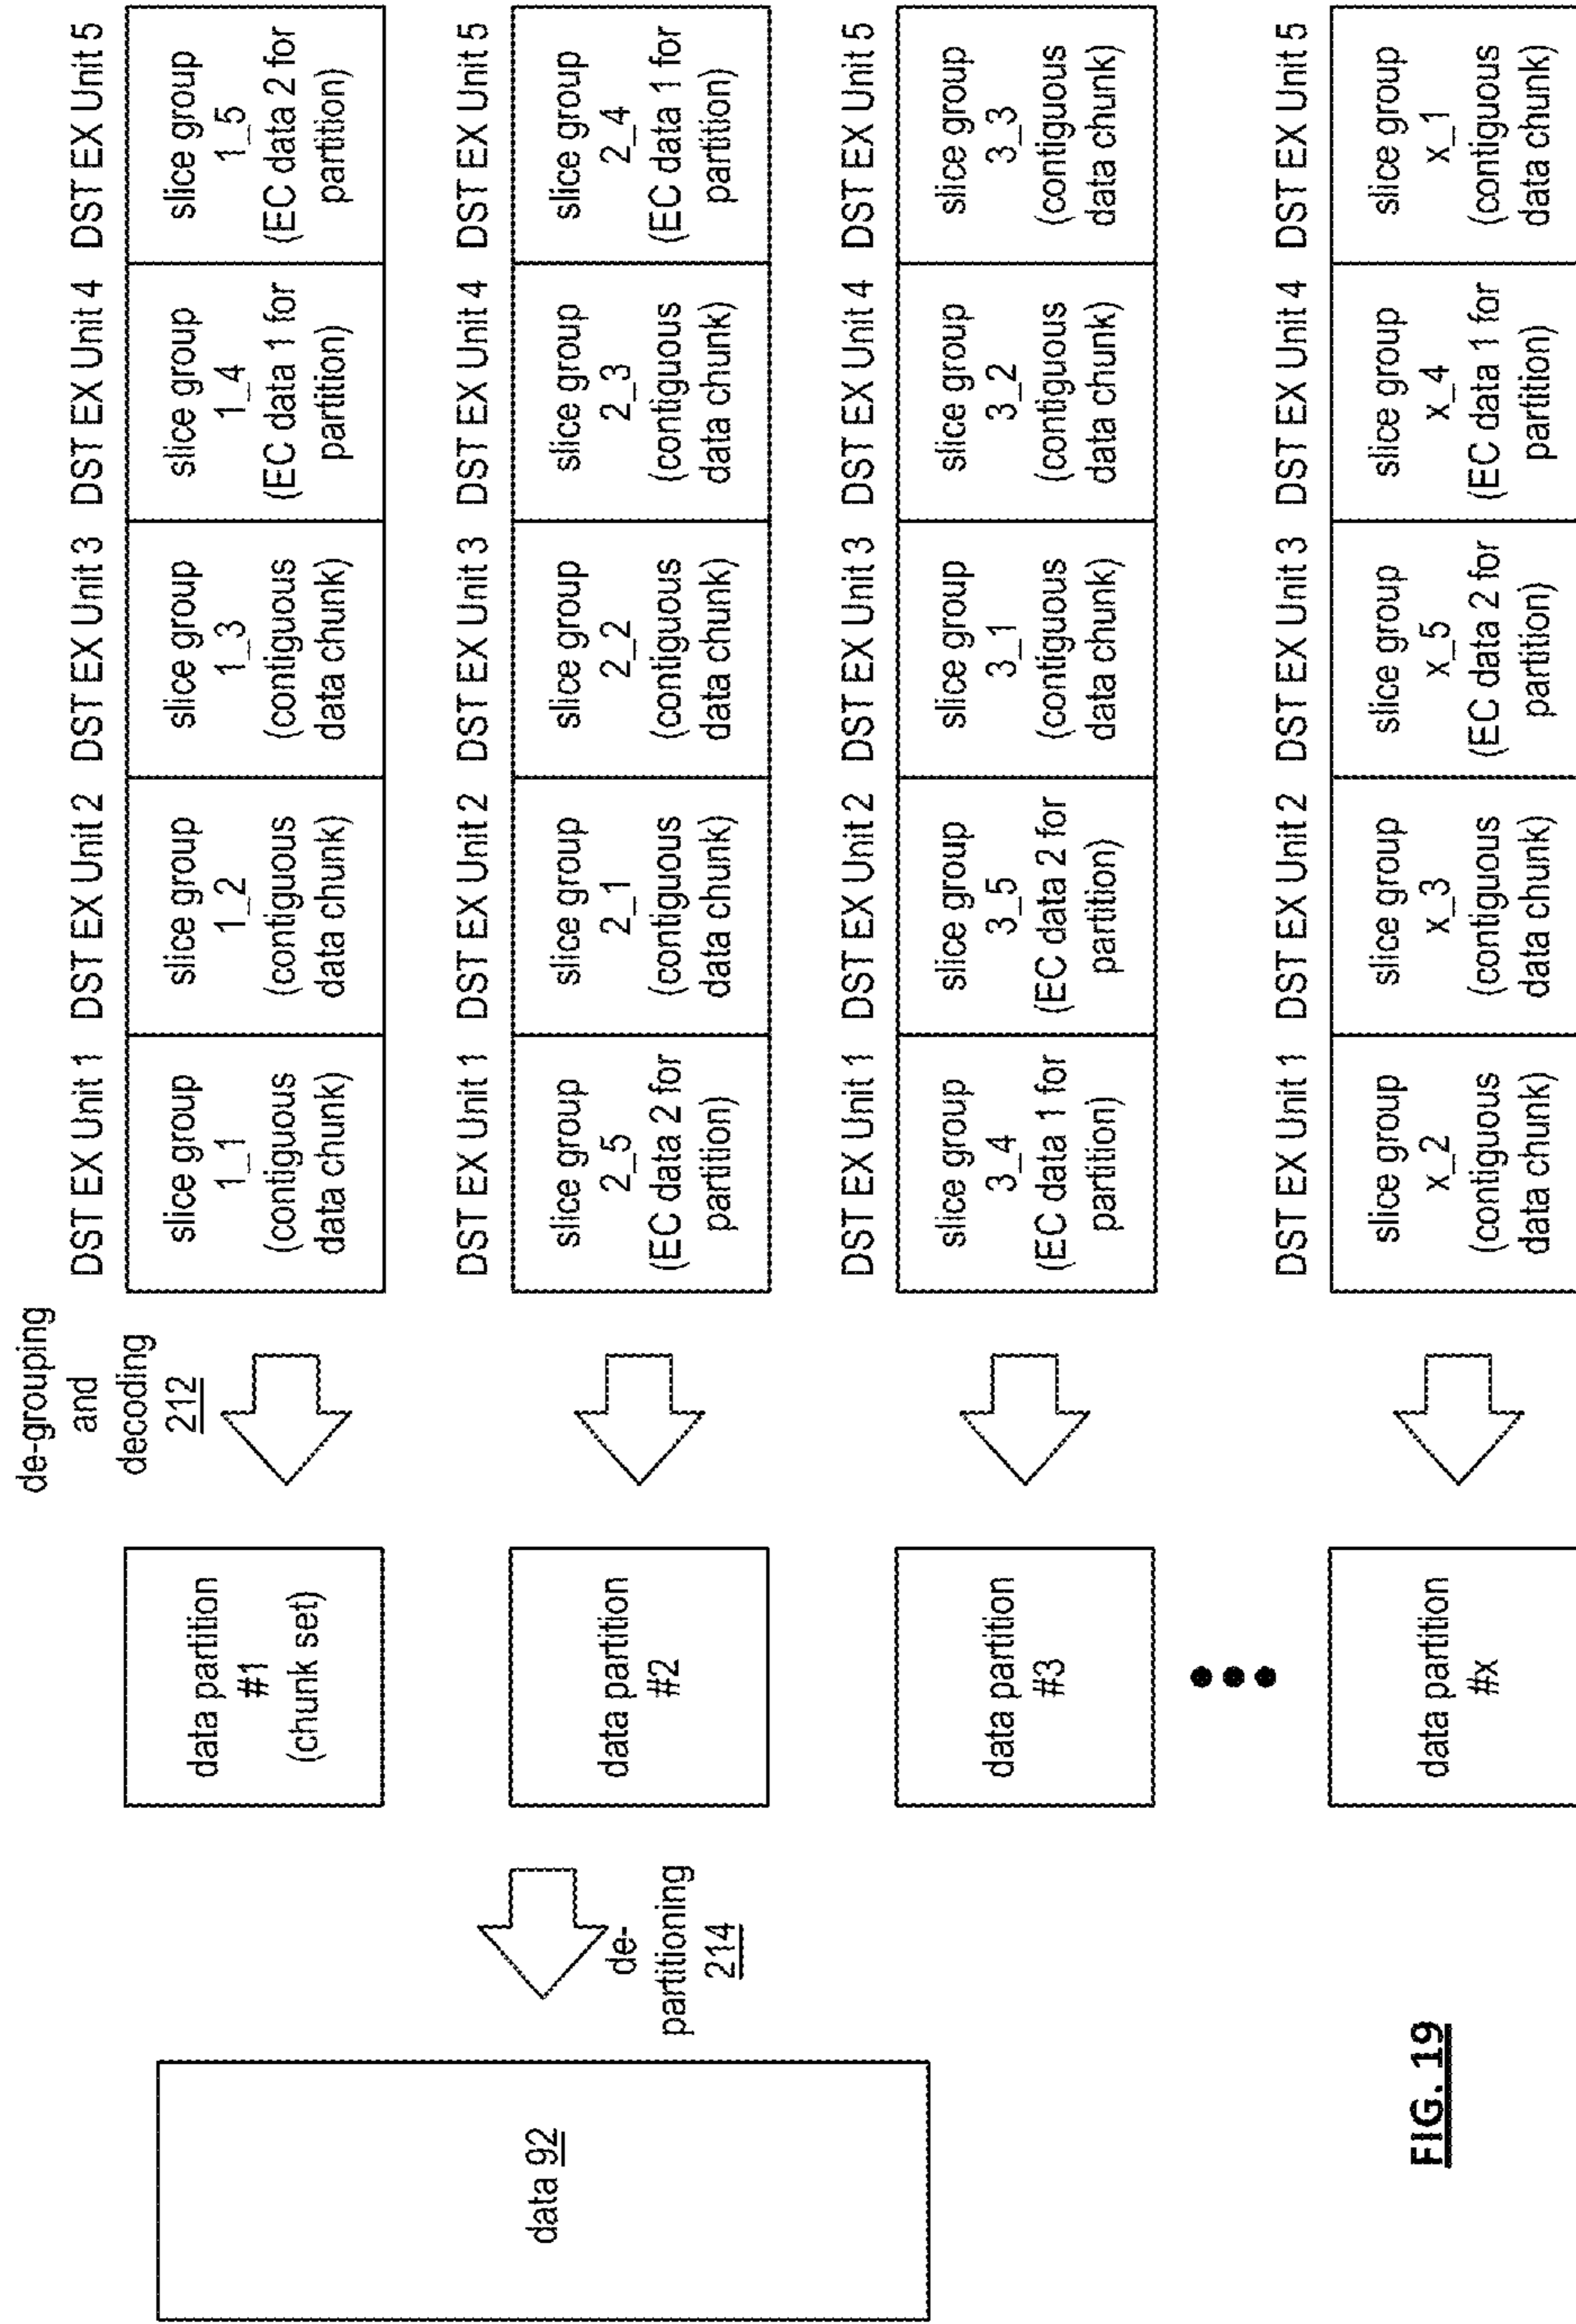 de-grouping
and
decoding
212
DST EX Unit 1 DST EX Unit 2 DST EX Unit 3 DST EX Unit 4 DST EX Unit 5
data partition
#1
(chunk set)
slice group
1_1
(contiguous
data chunk)
slice group
1_2
(contiguous
data chunk)
slice group
1_3
(contiguous
data chunk)
slice group
1_4
(EC data 1 for
partition)
slice group
1_5
(EC data 2 for
partition)
DST EX Unit 1 DST EX Unit 2 DST EX Unit 3 DST EX Unit 4 DST EX Unit 5
data 92
de-
partitioning
214
data partition
#2
slice group
2_5
(EC data 2 for
partition)
slice group
2_1
(contiguous
data chunk)
slice group
2_2
(contiguous
data chunk)
slice group
2_3
(contiguous
data chunk)
slice group
2_4
(EC data 1 for
partition)
DST EX Unit 1 DST EX Unit 2 DST EX Unit 3 DST EX Unit 4 DST EX Unit 5
data partition
#3
slice group
3_4
(EC data 1 for
partition)
slice group
3_5
(EC data 2 for
partition)
slice group
3_1
(contiguous
data chunk)
slice group
3_2
(contiguous
data chunk)
slice group
3_3
(contiguous
data chunk)
DST EX Unit 1 DST EX Unit 2 DST EX Unit 3 DST EX Unit 4 DST EX Unit 5
data partition
#x
slice group
x_2
(contiguous
data chunk)
slice group
x_3
(contiguous
data chunk)
slice group
x_5
(EC data 2 for
partition)
slice group
x_4
(EC data 1 for
partition)
slice group
x_1
(contiguous
data chunk)
FIG. 19